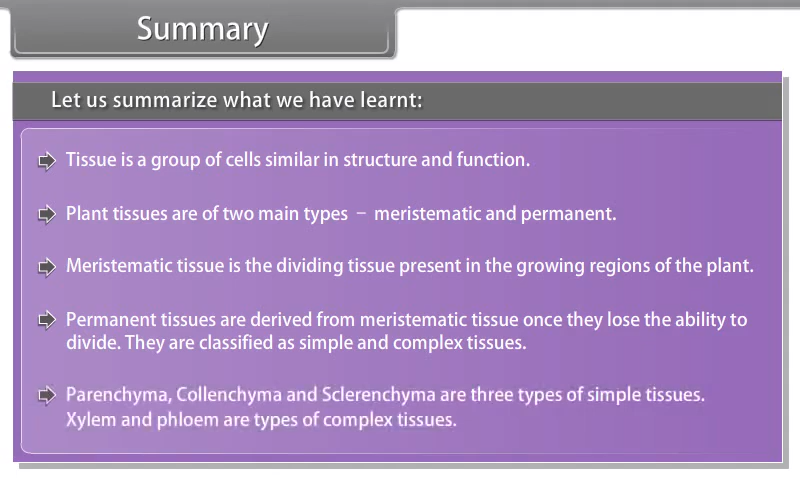 Summary
Let us summarize what we have learnt:
Tissue is a group of cells similar in structure and function.
Plant tissues are of two main types – meristematic and permanent.
Meristematic tissue is the dividing tissue present in the growing regions of the plant.
Permanent tissues are derived from meristematic tissue once they lose the ability to
divide. They are classified as simple and complex tissues.
Parenchyma, Collenchyma and Sclerenchyma are three types of simple tissues.
Xylem and phloem are types of complex tissues.